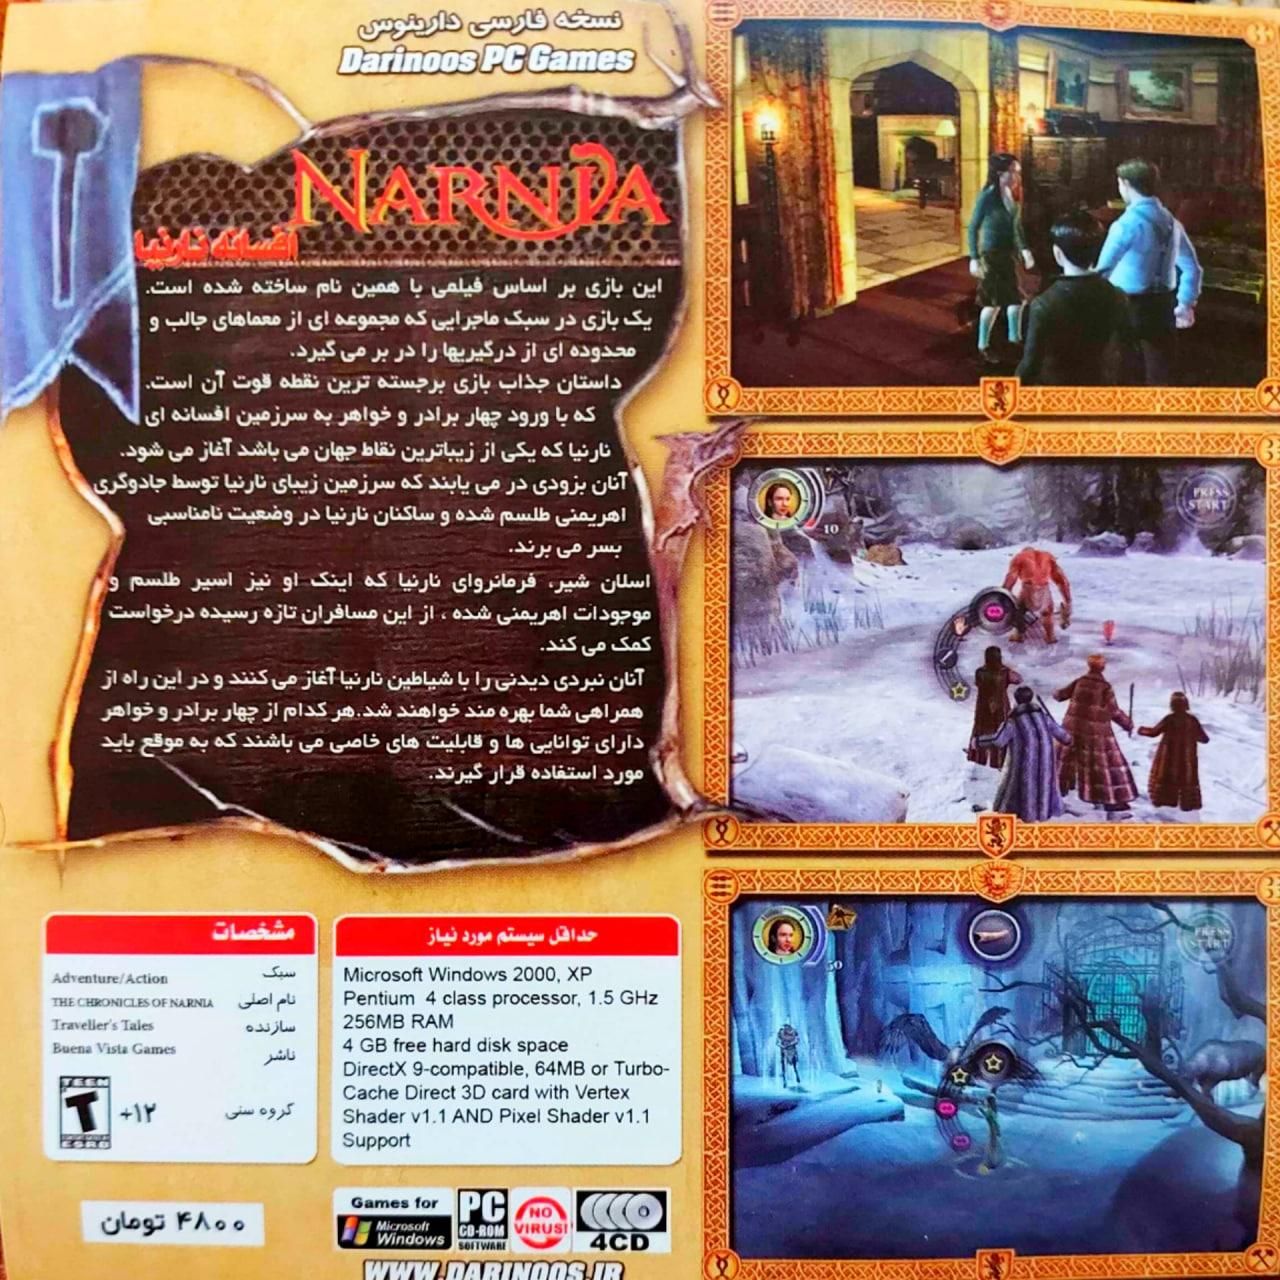 نسخه فارسی دارینوس
Darinoos PC Games
NARNIA
افسانه نارنیا
این بازی بر اساس فیلمی با همین نام ساخته شده است.
یک بازی در سبک ماجرایی که مجموعه ای از معماهای جالب و
محدوده ای از درگیریها را در بر می گیرد.
داستان جذاب بازی برجسته ترین نقطه قوت آن است.
که با ورود چهار برادر و خواهر به سرزمین افسانه ای
نارنیا که یکی از زیباترین نقاط جهان می باشد آغاز می شود.
آنان بزودی در می یابند که سرزمین زیبای نارنیا توسط جادوگری
اهریمنی طلسم شده و ساکنان نارنیا در وضعیت نامناسبی
بسر می برند.
اسلان شیر، فرمانروای نارنیا که اینک او نیز اسیر طلسم و
موجودات اهریمنی شده ، از این مسافران تازه رسیده درخواست
کمک می کند.
آنان نبردی دیدنی را با شیاطین نارنیا آغاز می کنند و در این راه از
همراهی شما بهره مند خواهند شد.هر کدام از چهار برادر و خواهر
دارای توانایی ها و قابلیت های خاصی می باشند که به موقع باید
مورد استفاده قرار گیرند.
PRESS
START
10
PRESS
START
50
مشخصات
سبک Adventure/Action
نام اصلی THE CHRONICLES OF NARNIA
سازنده Traveller's Tales
ناشر Buena Vista Games
گروه سنی +۱۲
TEEN
T
ESRB
حداقل سیستم مورد نیاز
Microsoft Windows 2000, XP
Pentium 4 class processor, 1.5 GHz
256MB RAM
4 GB free hard disk space
DirectX 9-compatible, 64MB or Turbo-
Cache Direct 3D card with Vertex
Shader v1.1 AND Pixel Shader v1.1
Support
۴۸۰۰ تومان
Games for
Microsoft
Windows
PC
CD-ROM
SOFTWARE
NO
VIRUS!
4CD
WWW.DARINOOS.IR